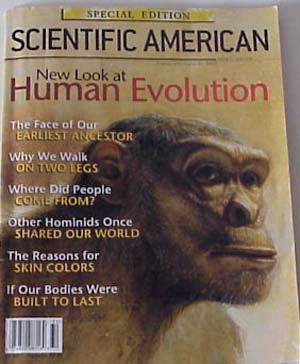 SPECIAL EDITION
SCIENTIFIC AMERICAN
New Look at
Human Evolution
The Face of Our
EARLIEST ANCESTOR
Why We Walk
ON TWO LEGS
Where Did People
COME FROM?
Other Hominids Once
SHARED OUR WORLD
The Reasons for
SKIN COLORS
If Our Bodies Were
BUILT TO LAST